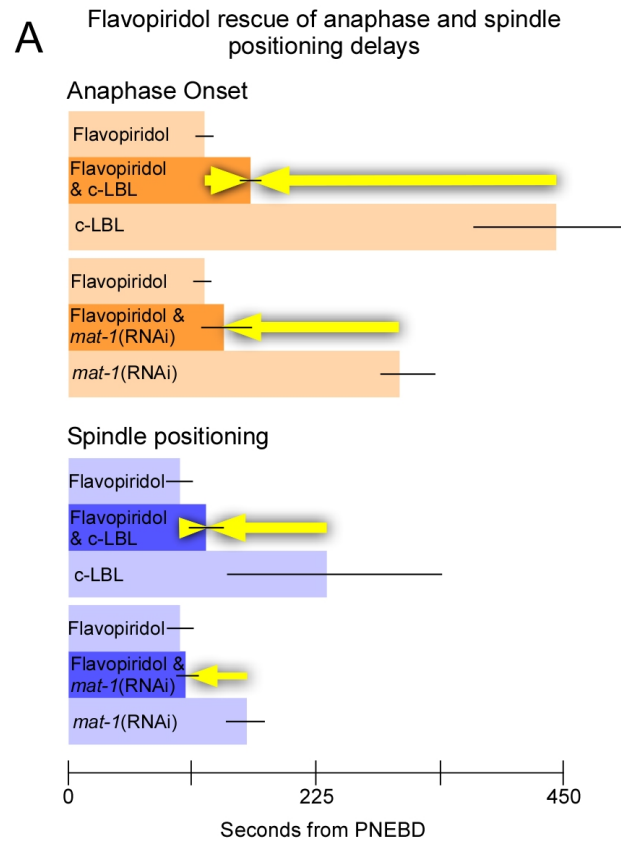 A
Flavopiridol rescue of anaphase and spindle
positioning delays
Anaphase Onset
Flavopiridol
Flavopiridol
& c-LBL
c-LBL
Flavopiridol
Flavopiridol &
mat-1(RNAi)
mat-1(RNAi)
Spindle positioning
Flavopiridol
Flavopiridol
& c-LBL
c-LBL
Flavopiridol
Flavopiridol &
mat-1(RNAi)
mat-1(RNAi)
0
225
450
Seconds from PNEBD